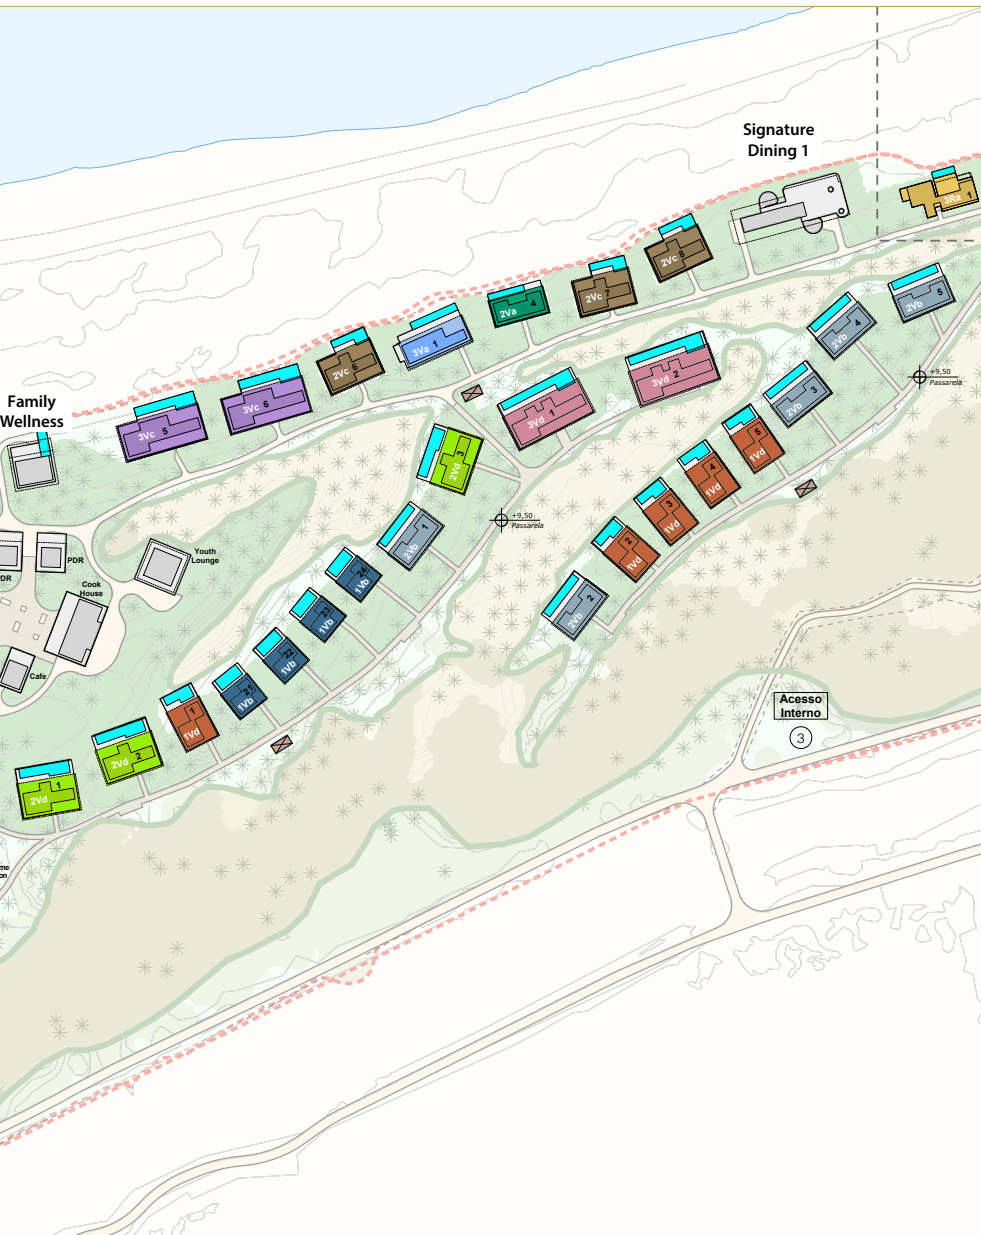 Signature
Dining 1
3Ra 1
2Vc 8
2Vb 5
2Vc 7
2Va 4
2Vb 4
3Va 1
+9,50
Passarela
2Vc 6
3Vd 2
2Vb 3
3Vc 6
3Vd 1
Family
Wellness
3Vc 5
1Vd 5
2Vd 3
1Vd 4
1Vd 3
+9,50
Passarela
2Vb 1
1Vd 2
Youth
Lounge
PDR
PDR
1Vb 24
Cook
House
2Vb 2
1Vb 23
1Vb 22
Cafe
1Vb 21
1Vd 1
Acesso
Interno
3
2Vd 2
2Vd 1